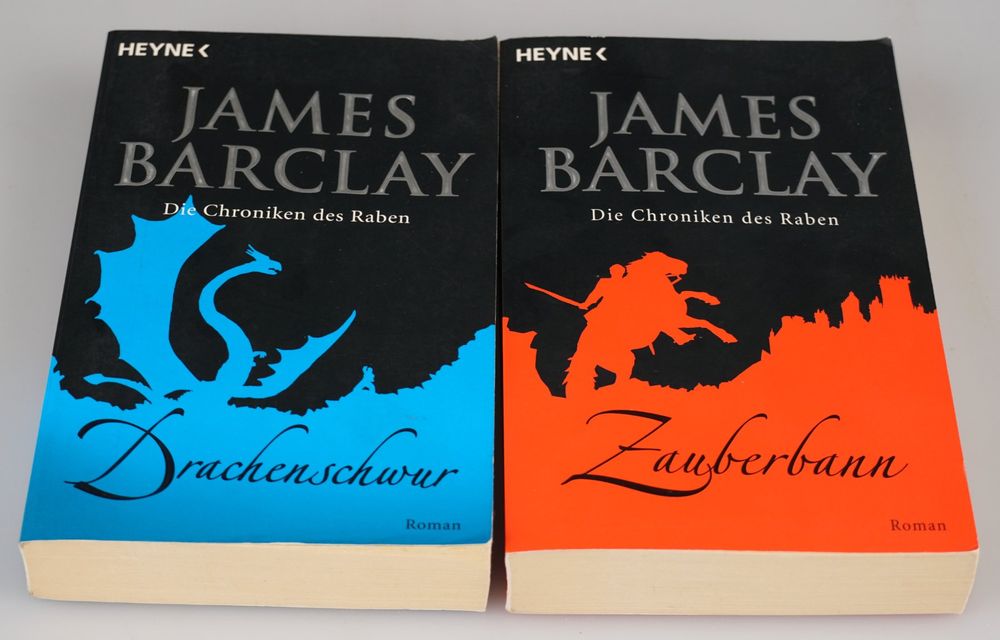 HEYNE<
JAMES
BARCLAY
Die Chroniken des Raben
Drachenschwur
Roman
HEYNE<
JAMES
BARCLAY
Die Chroniken des Raben
Zauberbann
Roman